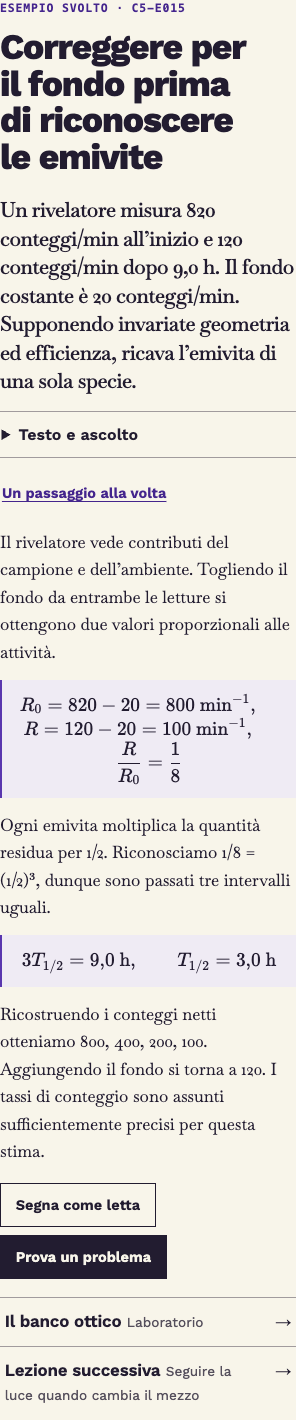 ESEMPIO SVOLTO · C5-E015
Correggere per
il fondo prima
di riconoscere
le emivite
Un rivelatore misura 820
conteggi/min all’inizio e 120
conteggi/min dopo 9,0 h. Il fondo
costante è 20 conteggi/min.
Supponendo invariate geometria
ed efficienza, ricava l’emivita di
una sola specie.
▶ Testo e ascolto
Un passaggio alla volta
Il rivelatore vede contributi del
campione e dell’ambiente. Togliendo il
fondo da entrambe le letture si
ottengono due valori proporzionali alle
attività.
R₀ = 820 − 20 = 800 min⁻¹,
R = 120 − 20 = 100 min⁻¹,
R/R₀ = 1/8
Ogni emivita moltiplica la quantità
residua per 1/2. Riconosciamo 1/8 =
(1/2)³, dunque sono passati tre intervalli
uguali.
3T₁/₂ = 9,0 h, T₁/₂ = 3,0 h
Ricostruendo i conteggi netti
otteniamo 800, 400, 200, 100.
Aggiungendo il fondo si torna a 120. I
tassi di conteggio sono assunti
sufficientemente precisi per questa
stima.
Segna come letta
Prova un problema
Il banco ottico Laboratorio →
Lezione successiva Seguire la →
luce quando cambia il mezzo